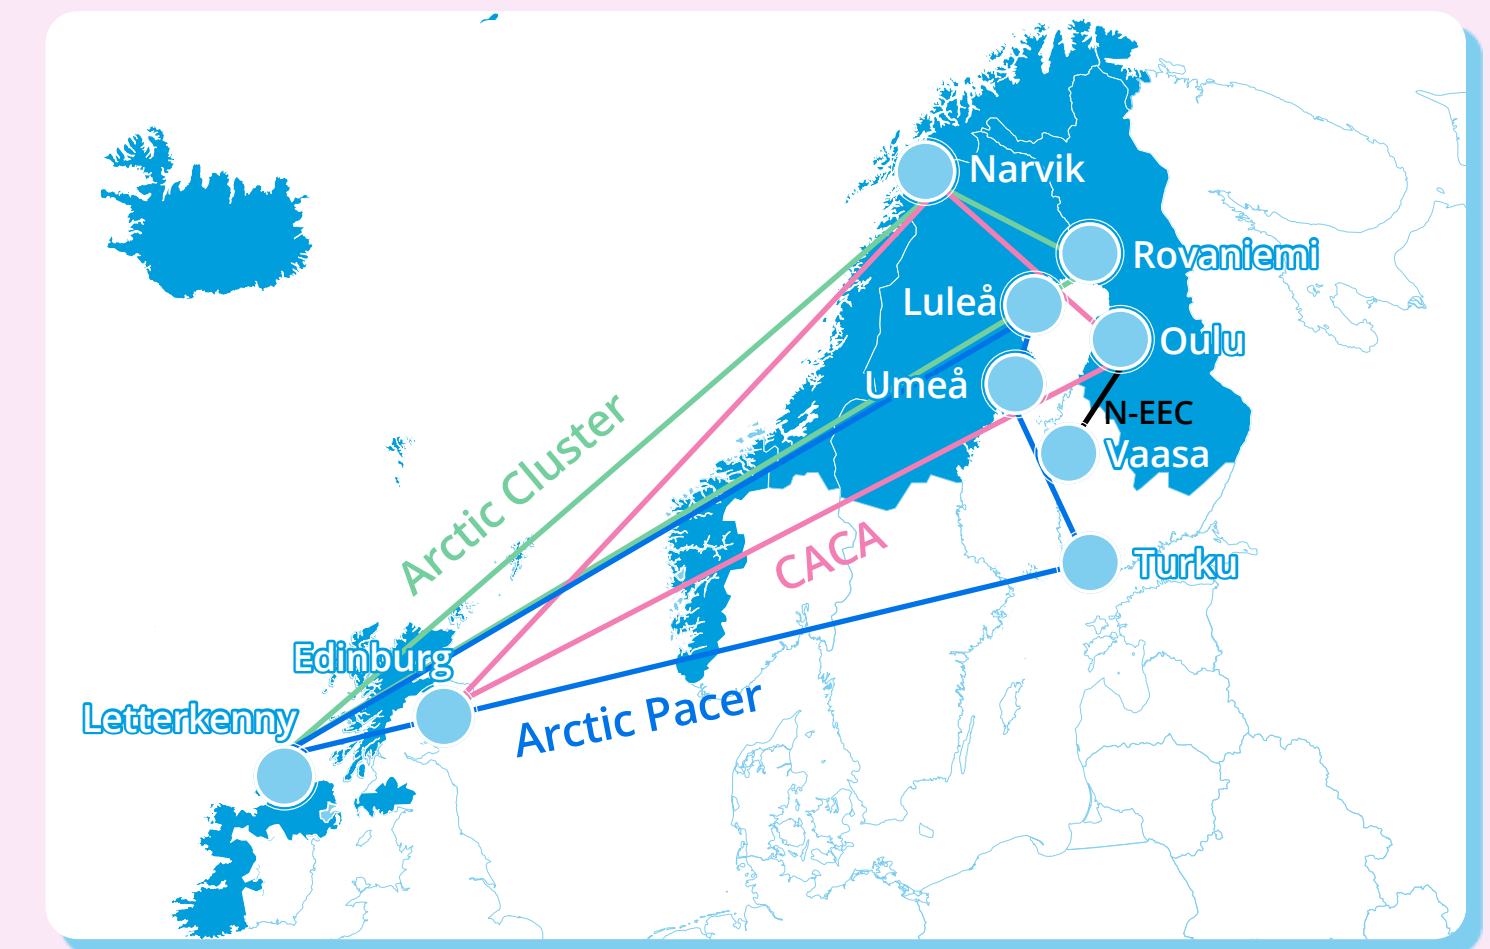 Narvik
Rovaniemi
Luleå
Oulu
Umeå
N-EEC
Vaasa
Arctic Cluster
CACA
Turku
Edinburg
Arctic Pacer
Letterkenny